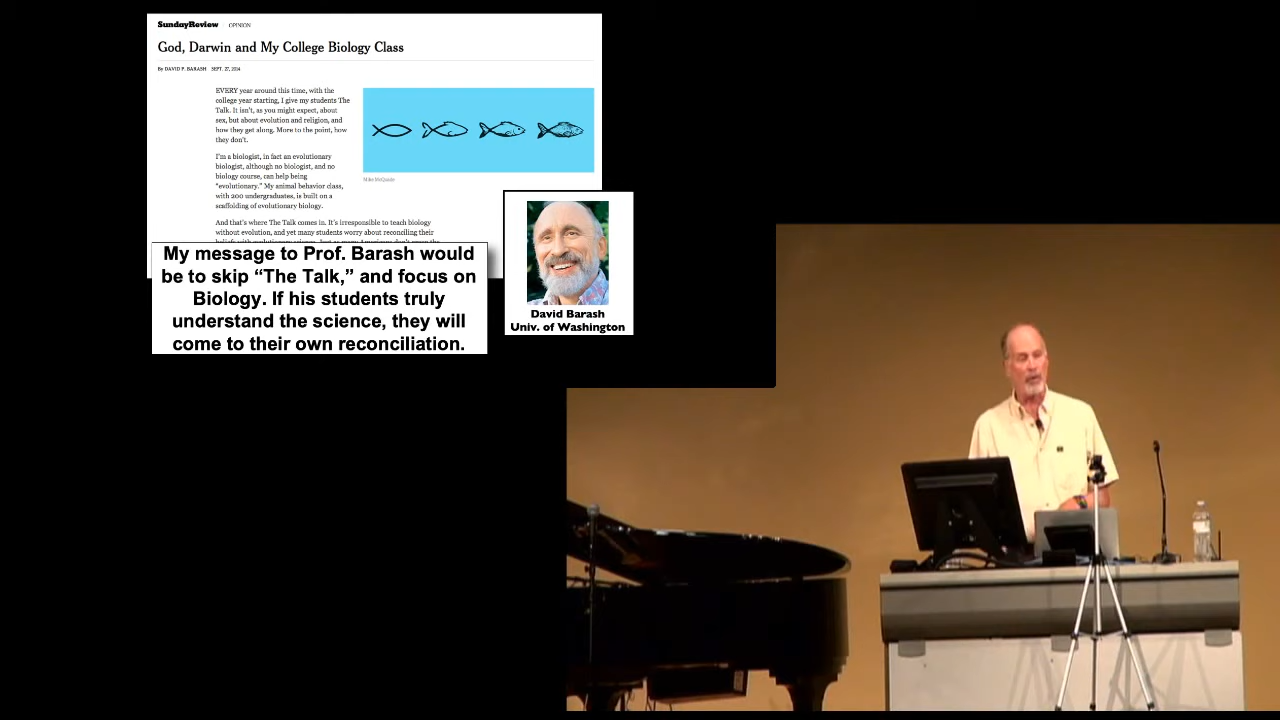 SundayReview OPINION
God, Darwin and My College Biology Class
By DAVID P. BARASH SEPT. 27, 2014
EVERY year around this time, with the
college year starting, I give my students The
Talk. It isn't, as you might expect, about
sex, but about evolution and religion, and
how they get along. More to the point, how
they don't.
I'm a biologist, in fact an evolutionary
biologist, although no biologist, and no
biology course, can help being
“evolutionary.” My animal behavior class,
with 200 undergraduates, is built on a
scaffolding of evolutionary biology.
And that's where The Talk comes in. It's irresponsible to teach biology
without evolution, and yet many students worry about reconciling their
My message to Prof. Barash would
be to skip “The Talk,” and focus on
Biology. If his students truly
understand the science, they will
come to their own reconciliation.
David Barash
Univ. of Washington